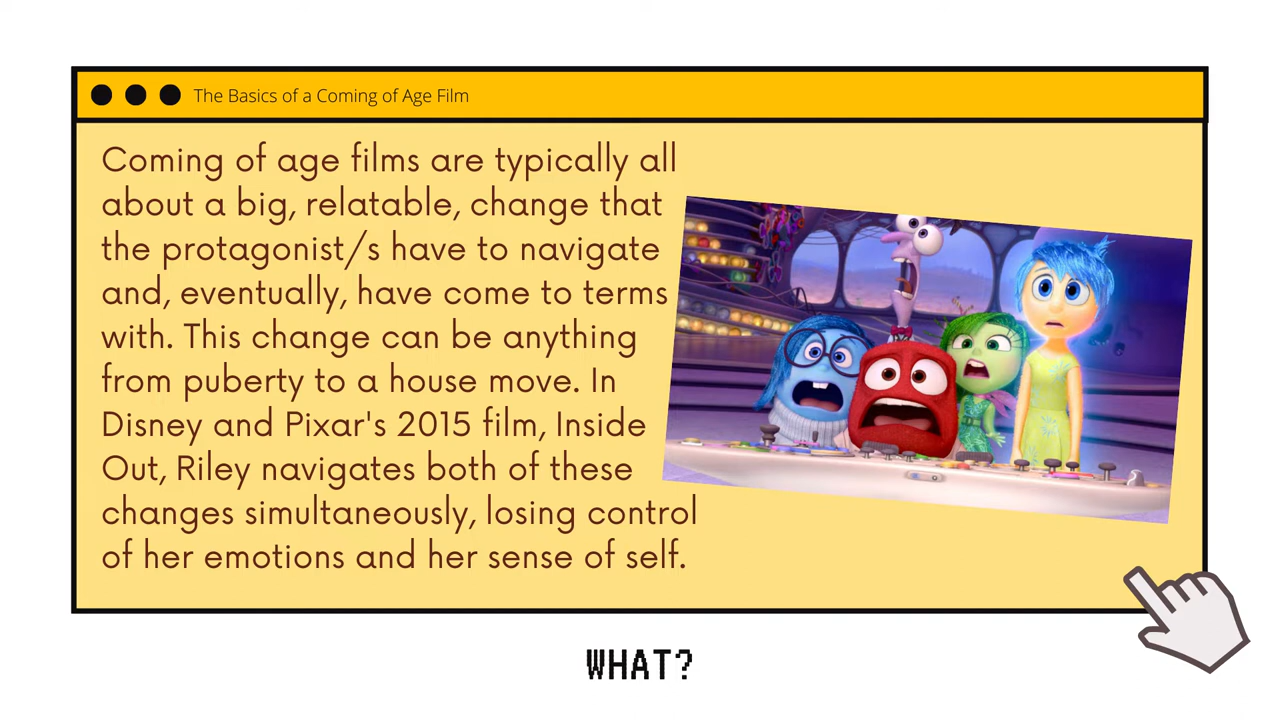 The Basics of a Coming of Age Film
Coming of age films are typically all
about a big, relatable, change that
the protagonist/s have to navigate
and, eventually, have come to terms
with. This change can be anything
from puberty to a house move. In
Disney and Pixar's 2015 film, Inside
Out, Riley navigates both of these
changes simultaneously, losing control
of her emotions and her sense of self.
WHAT?